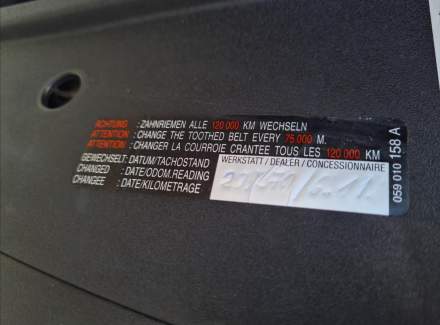 ACHTUNG : ZAHNRIEMEN ALLE 120 000 KM WECHSELN
ATTENTION : CHANGE THE TOOTHED BELT EVERY 75 000 M.
ATTENTION : CHANGER LA COURROIE CRANTEE TOUS LES 120 000 KM
GEWECHSELT : DATUM/TACHOSTAND
CHANGED : DATE/ODOM.READING
CHANGEE : DATE/KILOMETRAGE
WERKSTATT / DEALER / CONCESSIONNAIRE
059 010 158 A